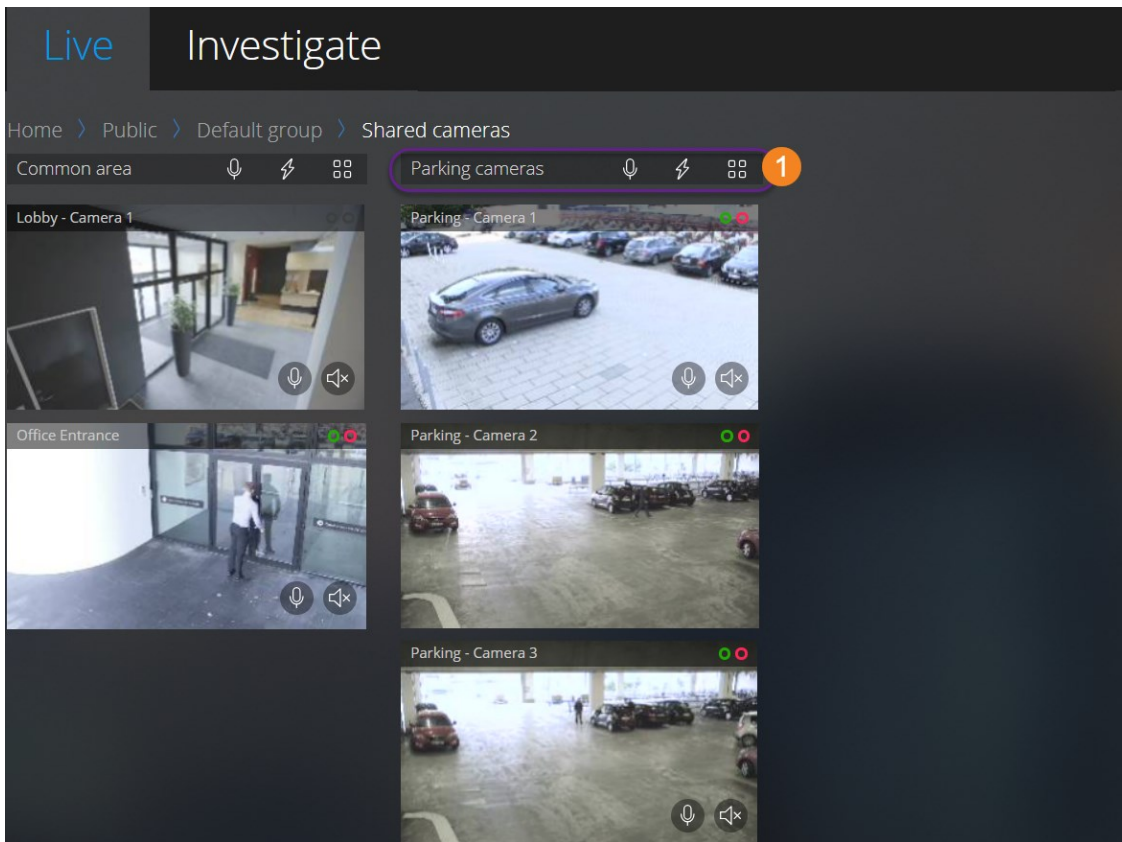 Live Investigate
Home > Public > Default group > Shared cameras
Common area
Parking cameras
1
Lobby - Camera 1
Parking - Camera 1
Office Entrance
Parking - Camera 2
Parking - Camera 3